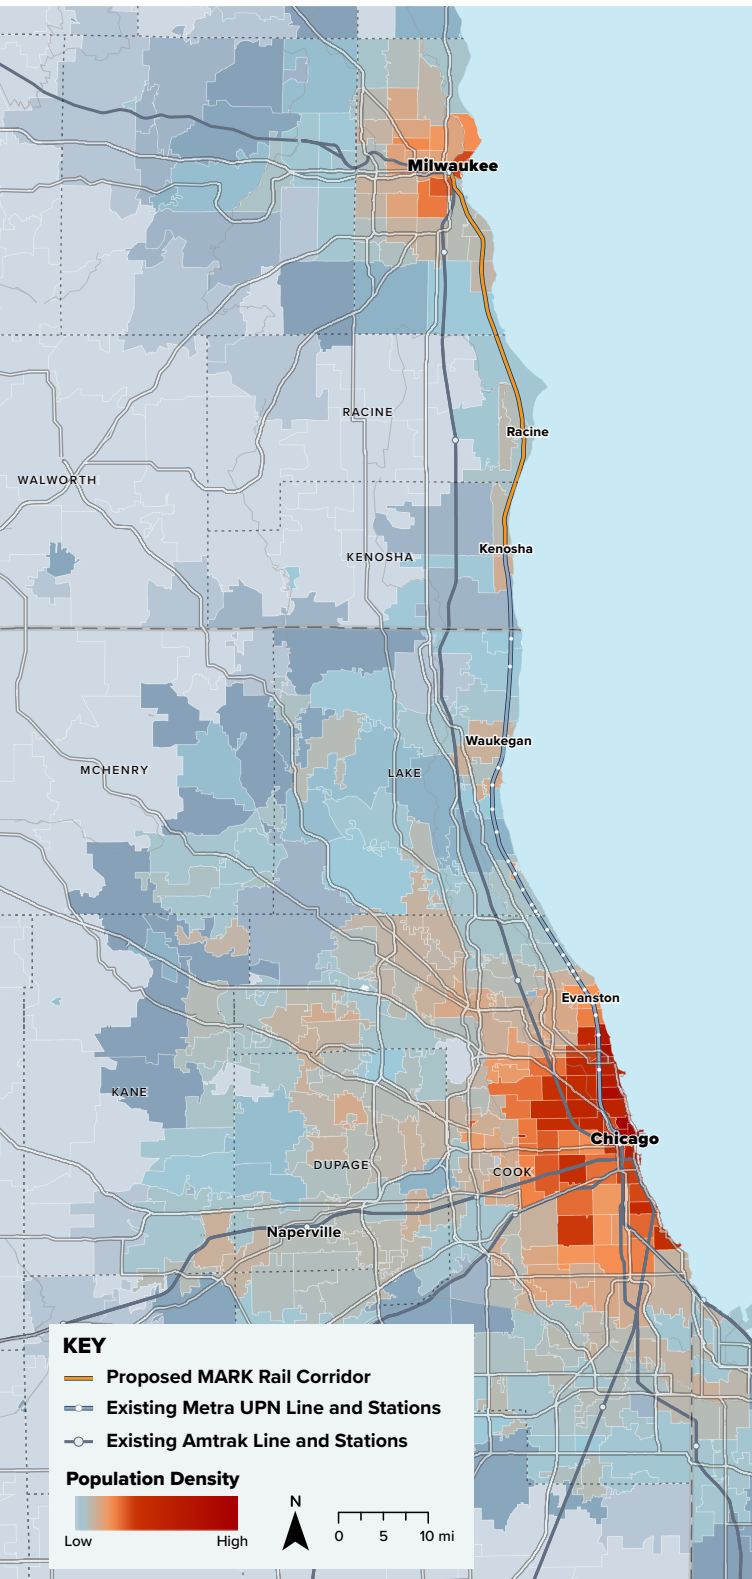 Milwaukee
RACINE
Racine
WALWORTH
Kenosha
KENOSHA
Waukegan
MCHENRY
LAKE
Evanston
KANE
Chicago
DUPAGE
COOK
Naperville
KEY
Proposed MARK Rail Corridor
Existing Metra UPN Line and Stations
Existing Amtrak Line and Stations
Population Density
Low High
N
0 5 10 mi